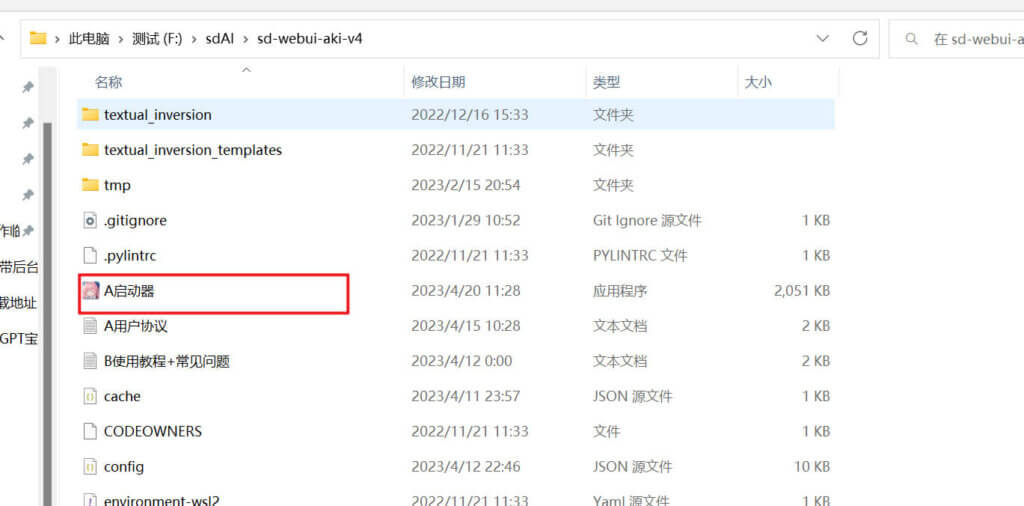 此电脑 > 测试 (F:) > sdAI > sd-webui-aki-v4
在 sd-webui-a
名称 修改日期 类型 大小
textual_inversion 2022/12/16 15:33 文件夹
textual_inversion_templates 2022/11/21 11:33 文件夹
tmp 2023/2/15 20:54 文件夹
.gitignore 2023/1/29 10:52 Git Ignore 源文件 1 KB
作临
.pylintrc 2022/11/21 11:33 PYLINTRC 文件 1 KB
带后台
A启动器 2023/4/20 11:28 应用程序 2,051 KB
载地址
A用户协议 2023/4/15 10:28 文本文档 2 KB
GPT宝
B使用教程+常见问题 2023/4/12 0:00 文本文档 2 KB
cache 2023/4/11 23:57 JSON 源文件 1 KB
CODEOWNERS 2022/11/21 11:33 文件 1 KB
config 2023/4/12 22:46 JSON 源文件 10 KB
environment-wsl2 2022/11/21 11:33 Yaml 源文件 1 KB